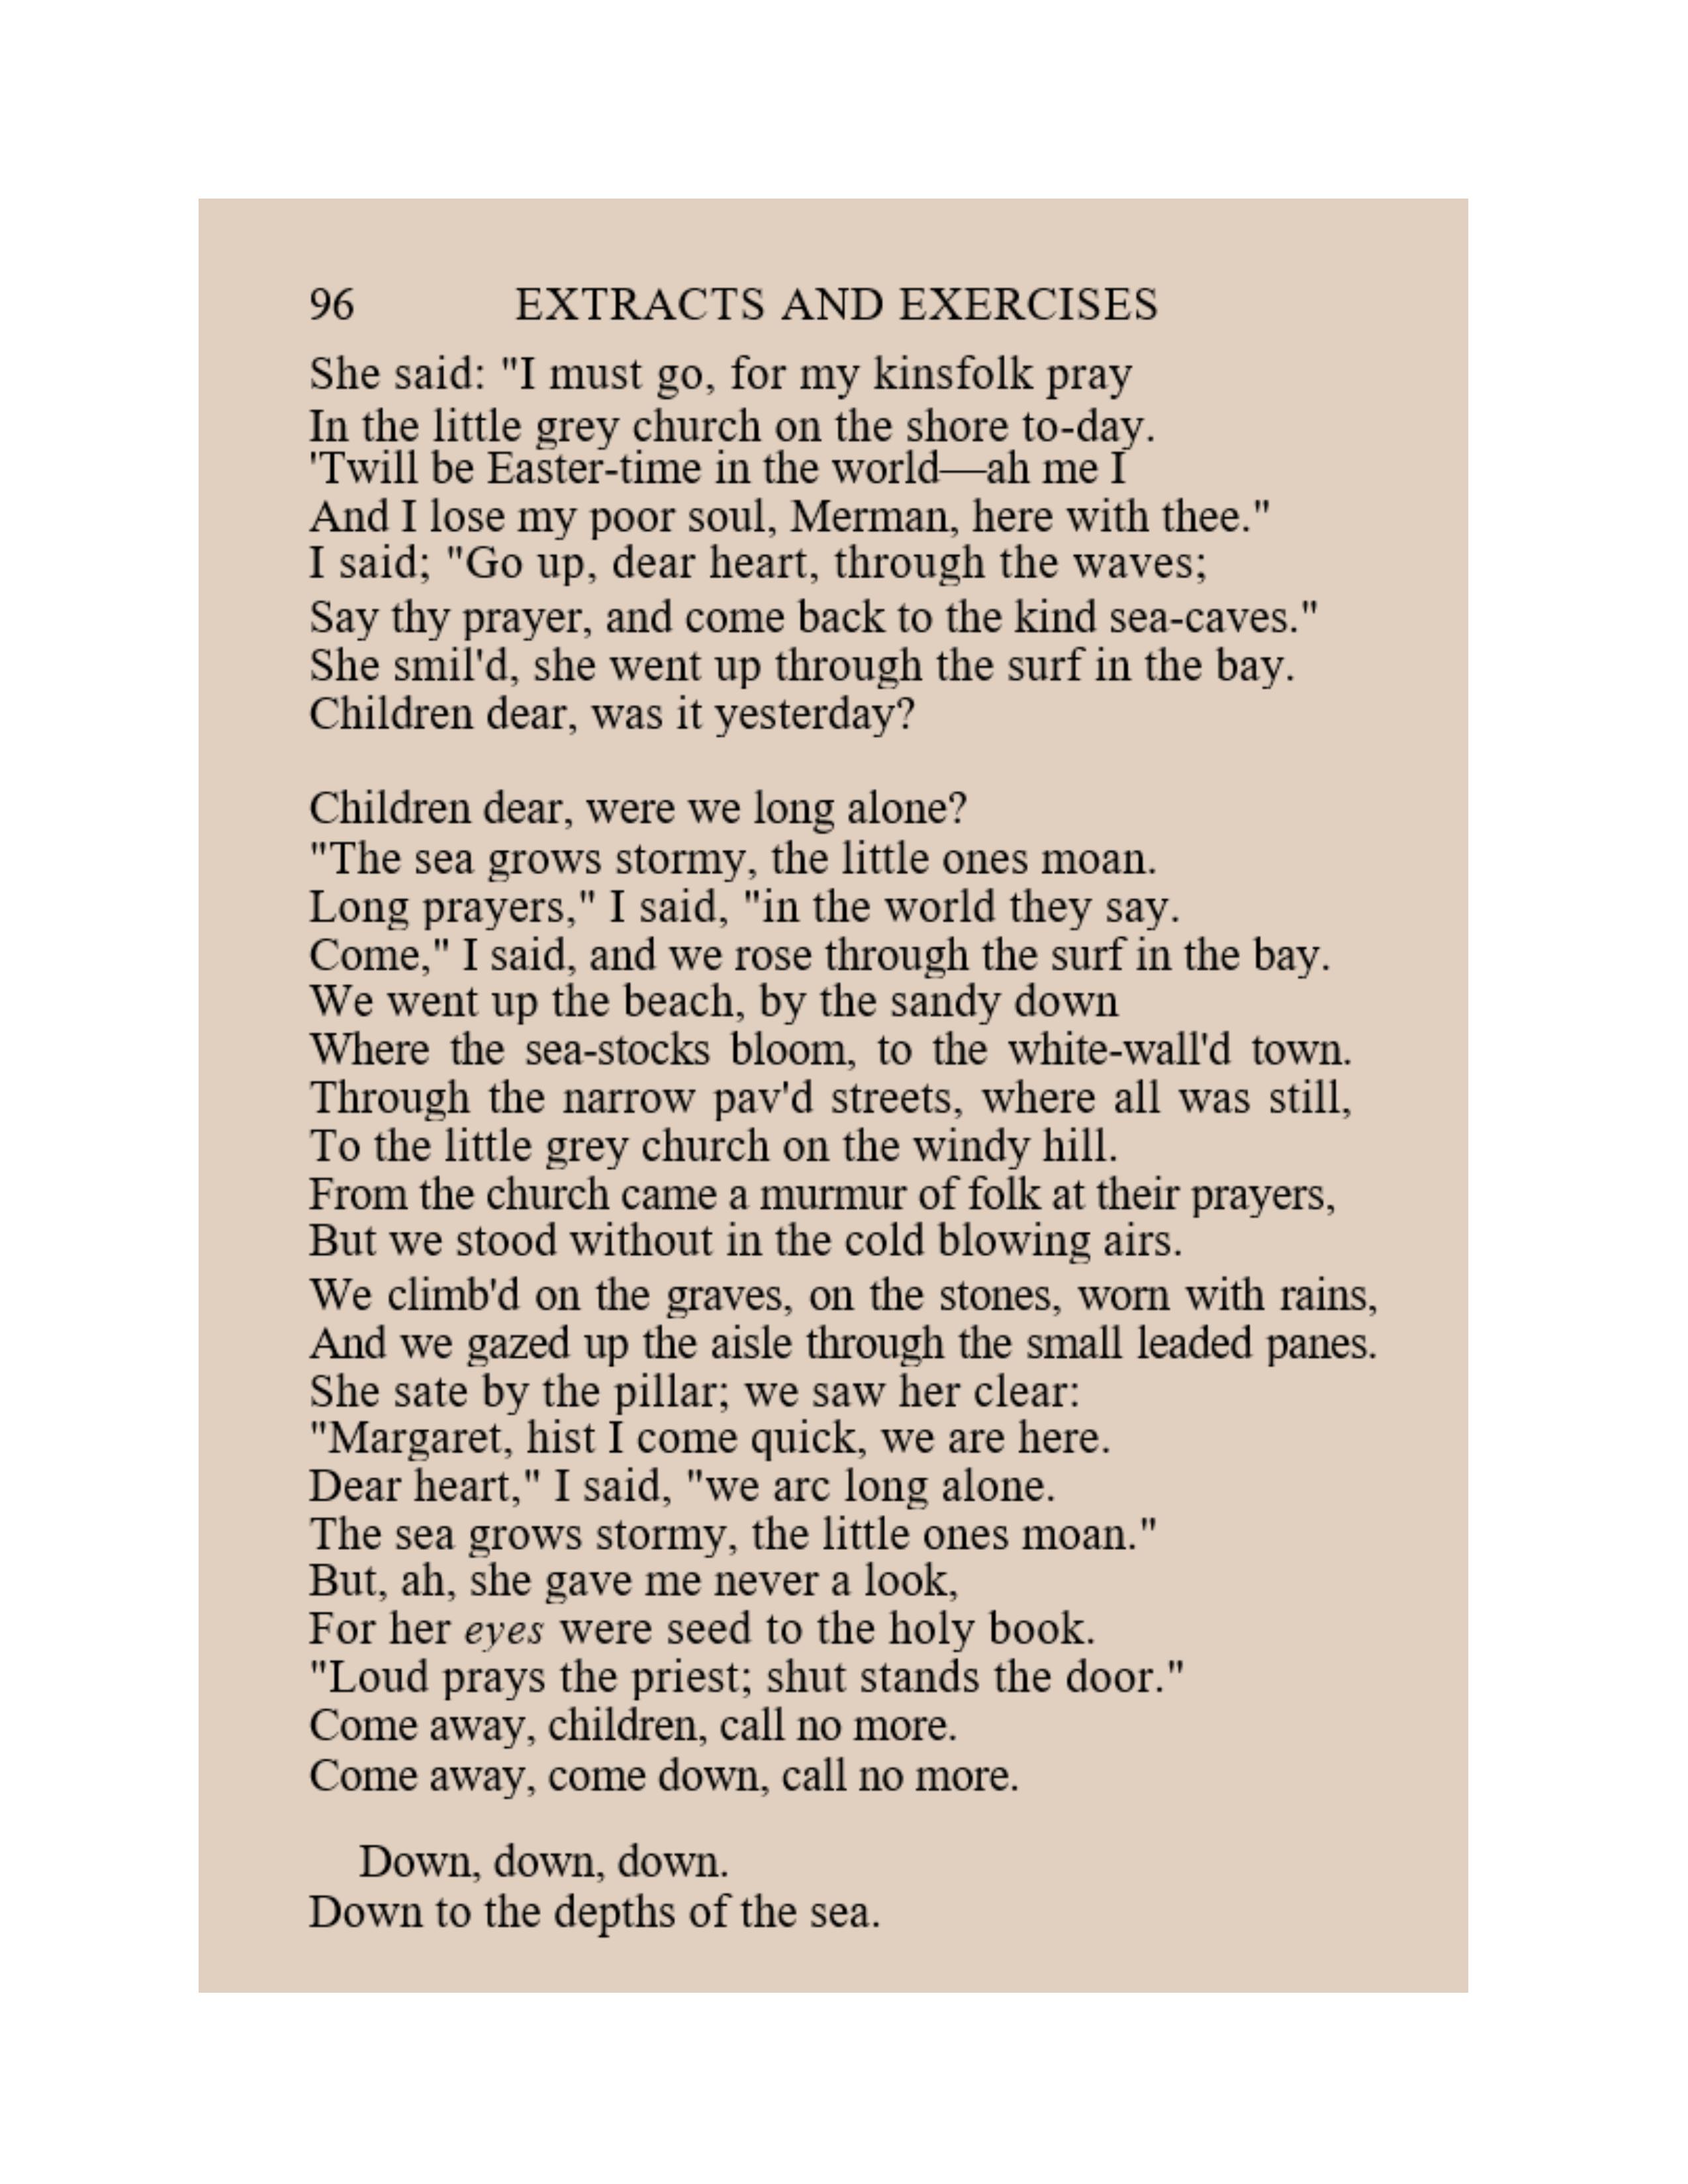 96 EXTRACTS AND EXERCISES
She said: "I must go, for my kinsfolk pray
In the little grey church on the shore to-day.
'Twill be Easter-time in the world—ah me I
And I lose my poor soul, Merman, here with thee."
I said; "Go up, dear heart, through the waves;
Say thy prayer, and come back to the kind sea-caves."
She smil'd, she went up through the surf in the bay.
Children dear, was it yesterday?
Children dear, were we long alone?
"The sea grows stormy, the little ones moan.
Long prayers," I said, "in the world they say.
Come," I said, and we rose through the surf in the bay.
We went up the beach, by the sandy down
Where the sea-stocks bloom, to the white-wall'd town.
Through the narrow pav'd streets, where all was still,
To the little grey church on the windy hill.
From the church came a murmur of folk at their prayers,
But we stood without in the cold blowing airs.
We climb'd on the graves, on the stones, worn with rains,
And we gazed up the aisle through the small leaded panes.
She sate by the pillar; we saw her clear:
"Margaret, hist I come quick, we are here.
Dear heart," I said, "we arc long alone.
The sea grows stormy, the little ones moan."
But, ah, she gave me never a look,
For her eyes were seed to the holy book.
"Loud prays the priest; shut stands the door."
Come away, children, call no more.
Come away, come down, call no more.
Down, down, down.
Down to the depths of the sea.